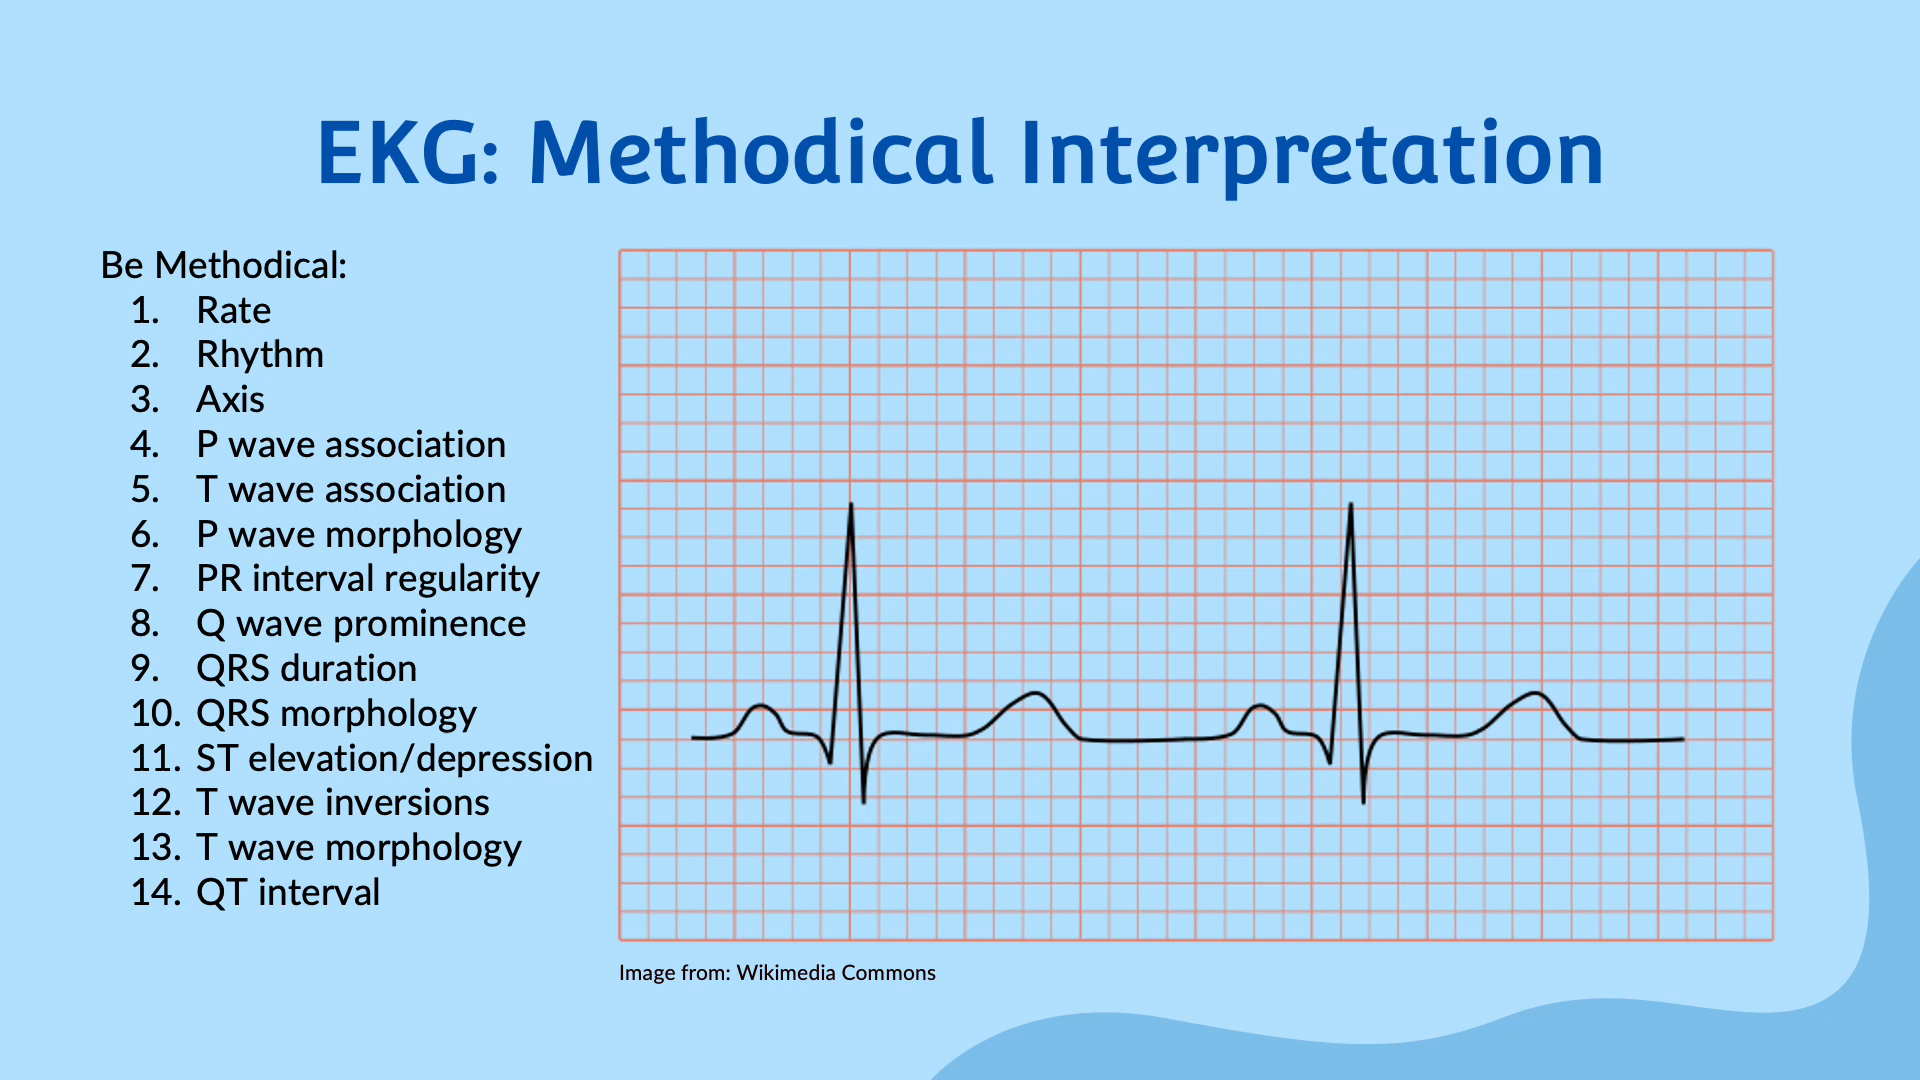 EKG: Methodical Interpretation
Be Methodical:
1. Rate
2. Rhythm
3. Axis
4. P wave association
5. T wave association
6. P wave morphology
7. PR interval regularity
8. Q wave prominence
9. QRS duration
10. QRS morphology
11. ST elevation/depression
12. T wave inversions
13. T wave morphology
14. QT interval
Image from: Wikimedia Commons